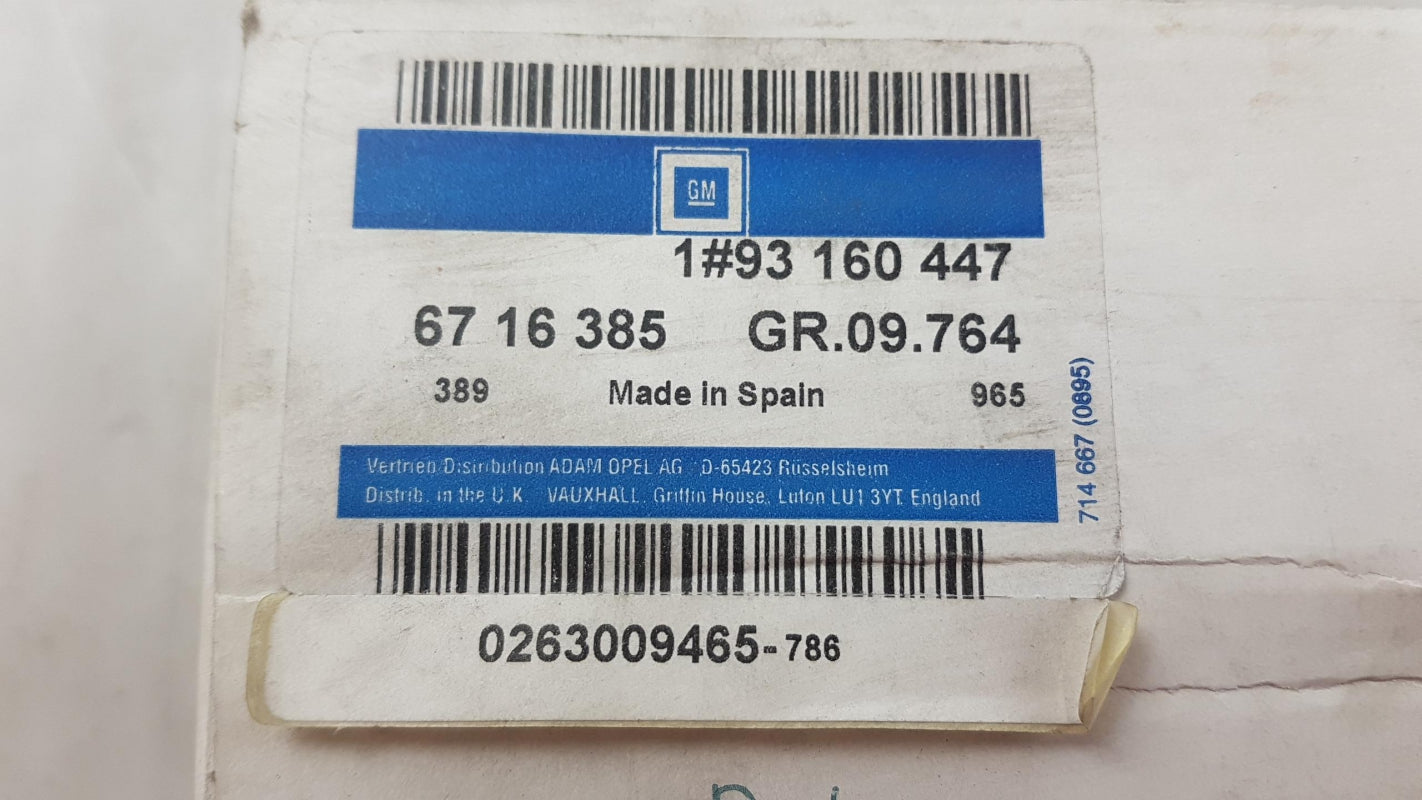 GM
1#93 160 447
67 16 385 GR.09.764
389 Made in Spain 965
Vertrieb/Distribution ADAM OPEL AG D-65423 Rüsselsheim
Distrib. in the U.K. VAUXHALL, Griffin House, Luton LU1 3YT, England
714 667 (0895)
0263009465-786